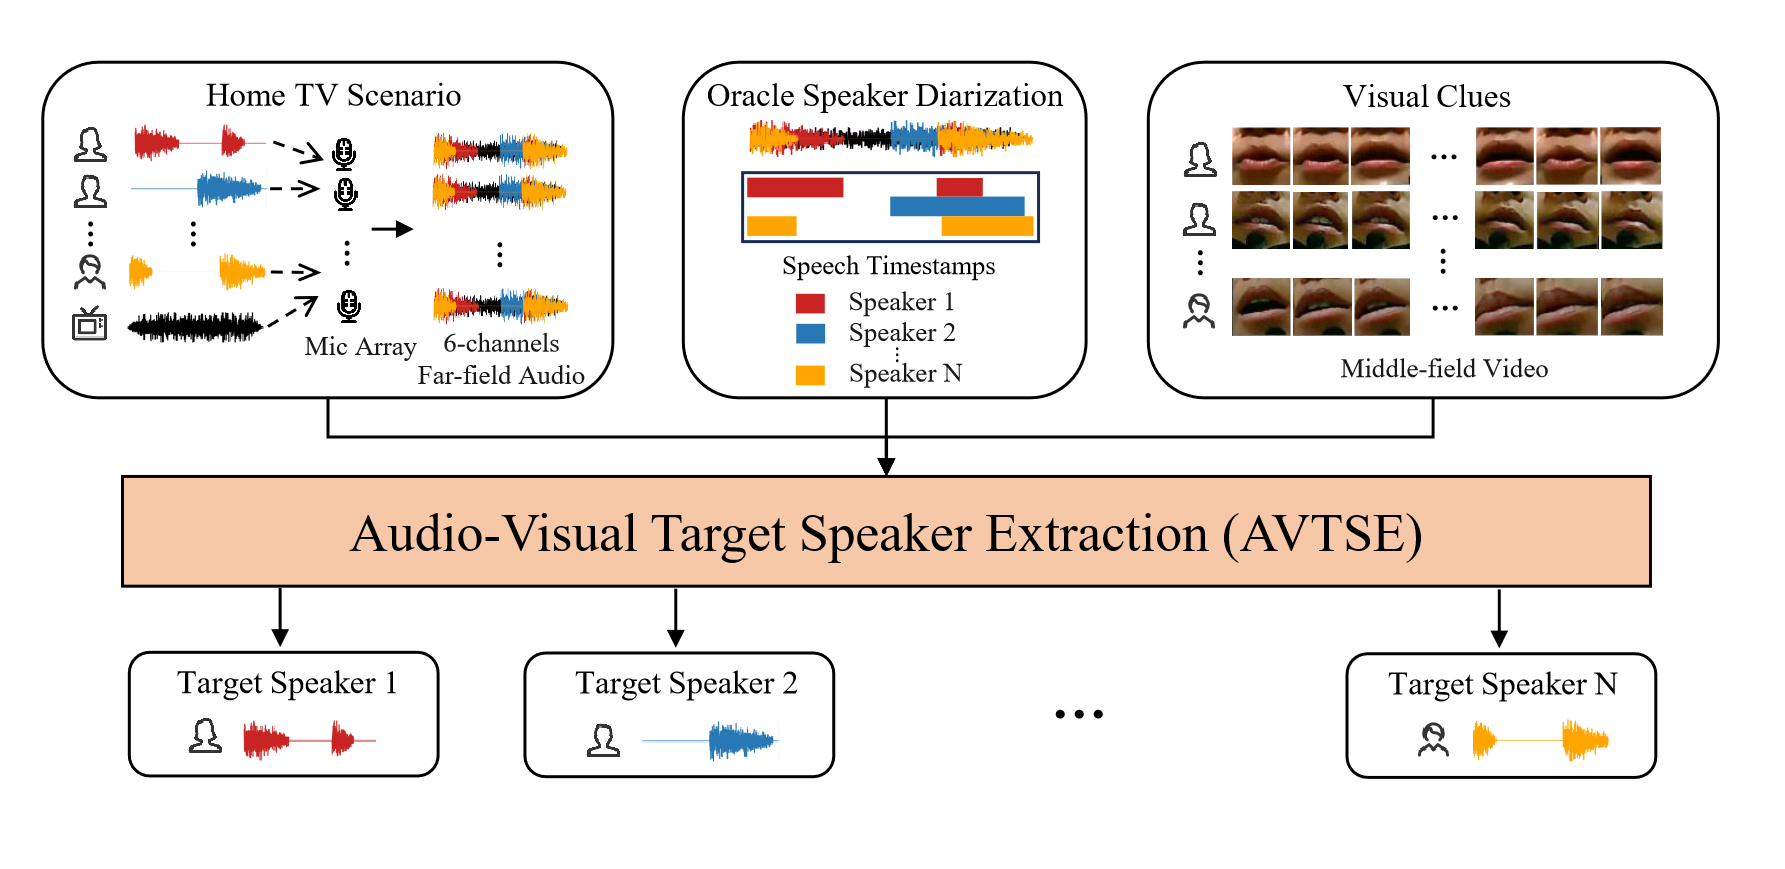 Home TV Scenario
Mic Array
6-channels
Far-field Audio
Oracle Speaker Diarization
Speech Timestamps
Speaker 1
Speaker 2
Speaker N
Visual Clues
Middle-field Video
Audio-Visual Target Speaker Extraction (AVTSE)
Target Speaker 1
Target Speaker 2
Target Speaker N